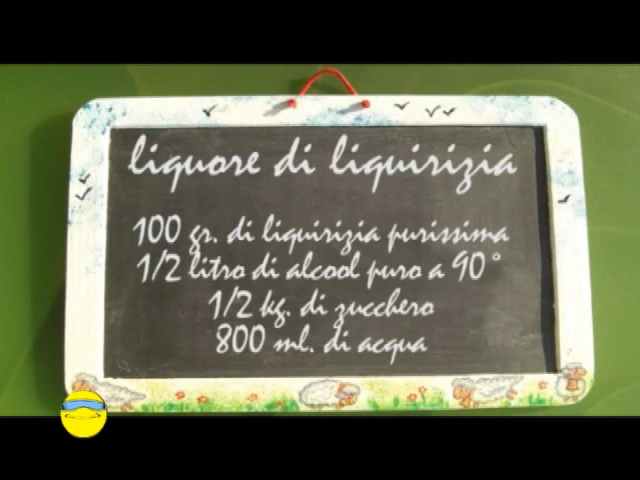 liquore di liquirizia
100 gr. di liquirizia purissima
1/2 litro di alcool puro a 90°
1/2 kg. di zucchero
800 ml. di acqua